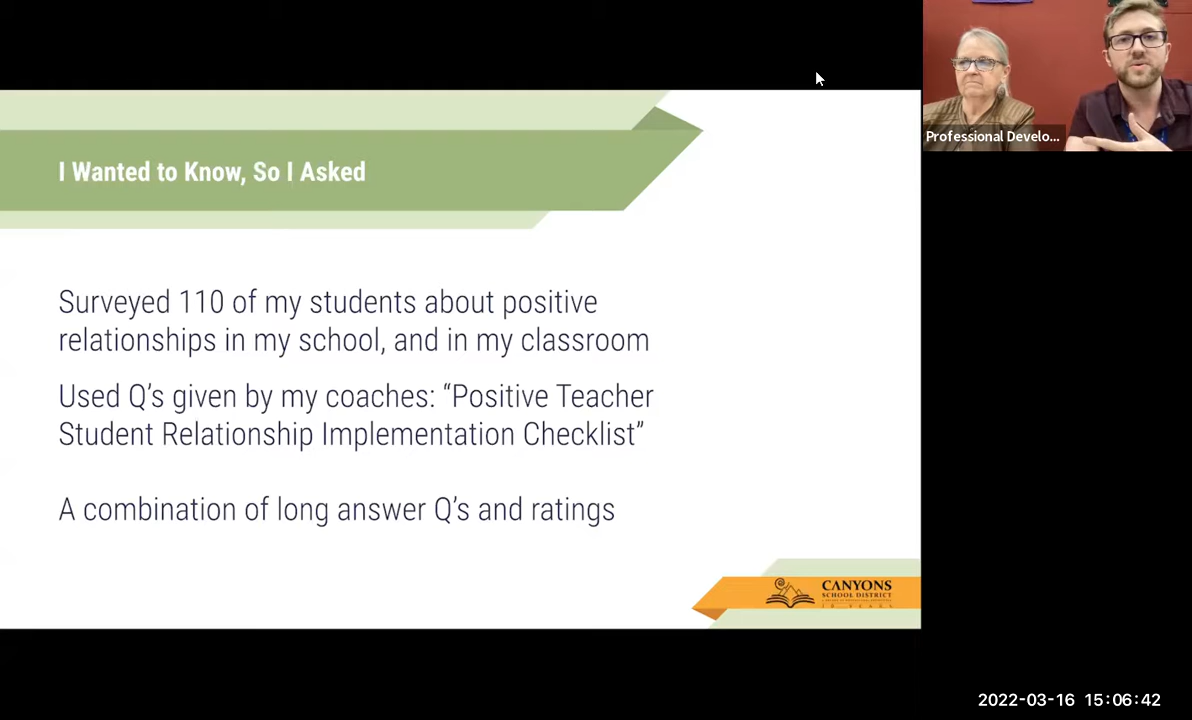 I Wanted to Know, So I Asked
Professional Develo...
Surveyed 110 of my students about positive
relationships in my school, and in my classroom
Used Q's given by my coaches: “Positive Teacher
Student Relationship Implementation Checklist”
A combination of long answer Q's and ratings
CANYONS
SCHOOL DISTRICT
2022-03-16 15:06:42